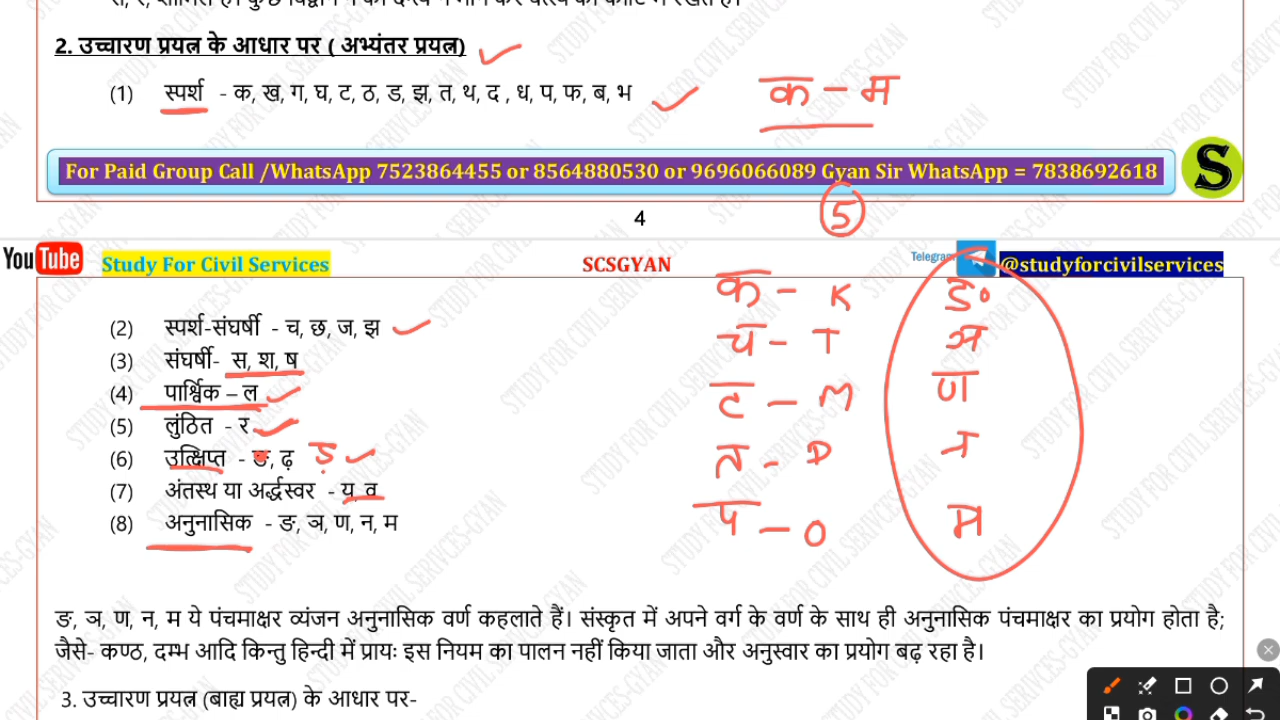 2. उच्चारण प्रयत्न के आधार पर ( अभ्यंतर प्रयत्न)
(1) स्पर्श - क, ख, ग, घ, ट, ठ, ड, झ, त, थ, द , ध, प, फ, ब, भ
क - म
For Paid Group Call /WhatsApp 7523864455 or 8564880530 or 9696066089 Gyan Sir WhatsApp = 7838692618
S
4
5
YouTube Study For Civil Services SCSGYAN Telegram @studyforcivilservices
क - K ङ
(2) स्पर्श-संघर्षी - च, छ, ज, झ
च - T ञ
(3) संघर्षी- स, श, ष
(4) पार्श्विक – ल
ट - M ण
(5) लुंठित - र
(6) उत्क्षिप्त - ङ, ढ़ ड़
त - D न
(7) अंतस्थ या अर्द्धस्वर - य, व
(8) अनुनासिक - ङ, ञ, ण, न, म
प - O म
ङ, ञ, ण, न, म ये पंचमाक्षर व्यंजन अनुनासिक वर्ण कहलाते हैं। संस्कृत में अपने वर्ग के वर्ण के साथ ही अनुनासिक पंचमाक्षर का प्रयोग होता है;
जैसे- कण्ठ, दम्भ आदि किन्तु हिन्दी में प्रायः इस नियम का पालन नहीं किया जाता और अनुस्वार का प्रयोग बढ़ रहा है।
3. उच्चारण प्रयत्न (बाह्य प्रयत्न) के आधार पर-